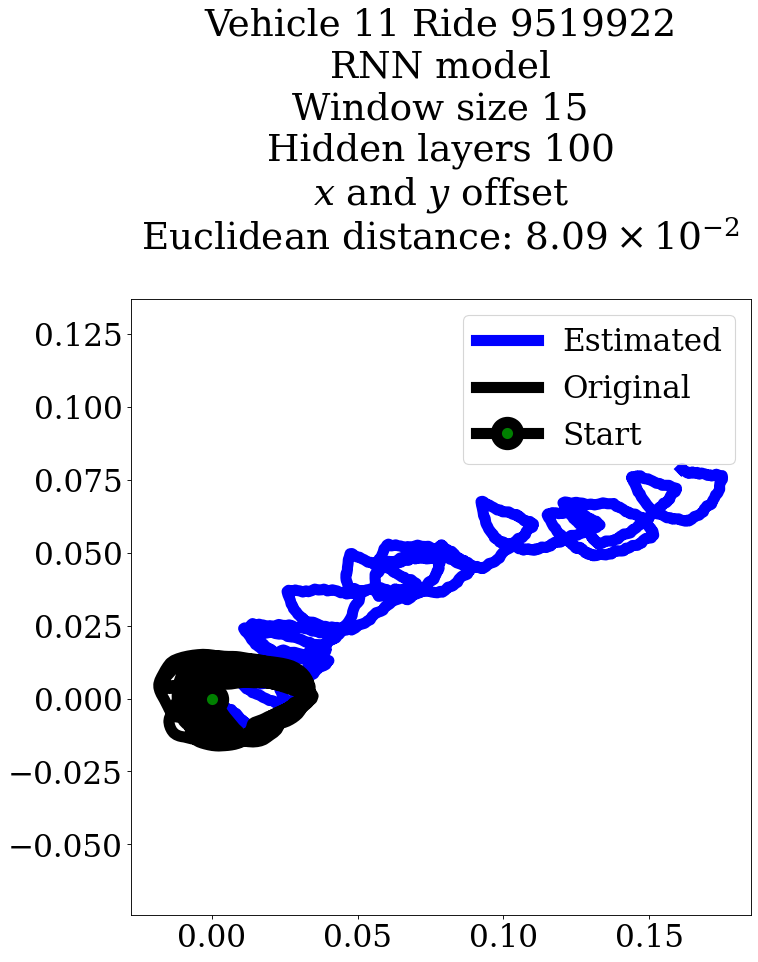 Vehicle 11 Ride 9519922
RNN model
Window size 15
Hidden layers 100
x and y offset
Euclidean distance: 8.09 × 10⁻²
Estimated
Original
Start
0.125
0.100
0.075
0.050
0.025
0.000
−0.025
−0.050
0.00 0.05 0.10 0.15